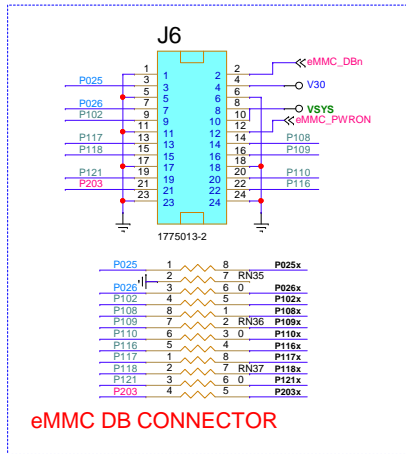 J6
1 1 2 2 eMMC_DBn
P025 3 3 4 4 V30
5 5 6 6
P026 7 7 8 8 VSYS
P102 9 9 10 10 eMMC_PWRON
11 11 12 12
P117 13 13 14 14 P108
P118 15 15 16 16 P109
17 17 18 18
P121 19 19 20 20 P110
P203 21 21 22 22 P116
23 23 24 24
1775013-2
P025 1 8 P025x
2 7 RN35
P026 3 6 0 P026x
P102 4 5 P102x
P108 8 1 P108x
P109 7 2 RN36 P109x
P110 6 3 0 P110x
P116 5 4 P116x
P117 1 8 P117x
P118 2 7 RN37 P118x
P121 3 6 0 P121x
P203 4 5 P203x
eMMC DB CONNECTOR